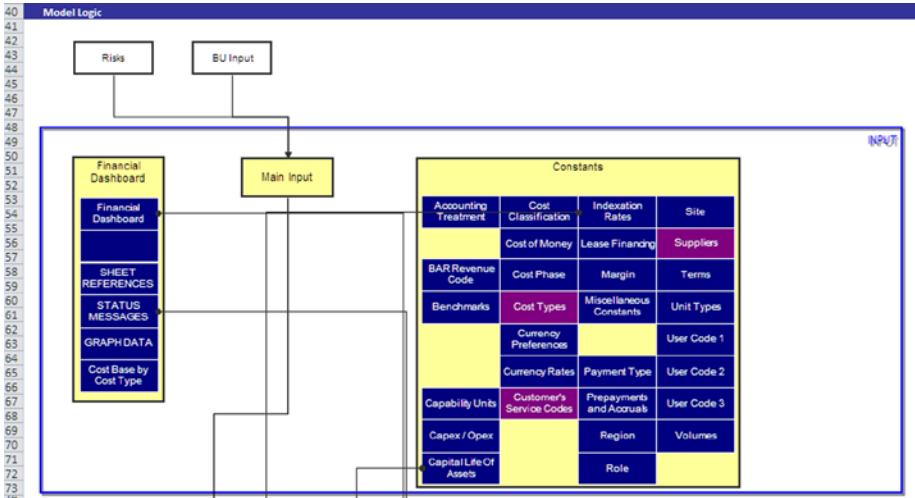 40 Model Logic
41
42
43
44
45
46
47
48
49
50
51
52
53
54
55
56
57
58
59
60
61
62
63
64
65
66
67
68
69
70
71
72
73
Risks
BU Input
INPUT
Financial
Dashboard
Main Input
Constants
Financial
Dashboard
SHEET
REFERENCES
STATUS
MESSAGES
GRAPH DATA
Cost Base by
Cost Type
Accounting
Treatment
Cost
Classification
Indexation
Rates
Site
Cost of Money
Lease Financing
Suppliers
BAR Revenue
Code
Cost Phase
Margin
Terms
Benchmarks
Cost Types
Miscellaneous
Constants
Unit Types
Currency
Preferences
User Code 1
Currency Rates
Payment Type
User Code 2
Capability Units
Customer's
Service Codes
Prepayments
and Accruals
User Code 3
Capex / Opex
Region
Volumes
Capital Life Of
Assets
Role